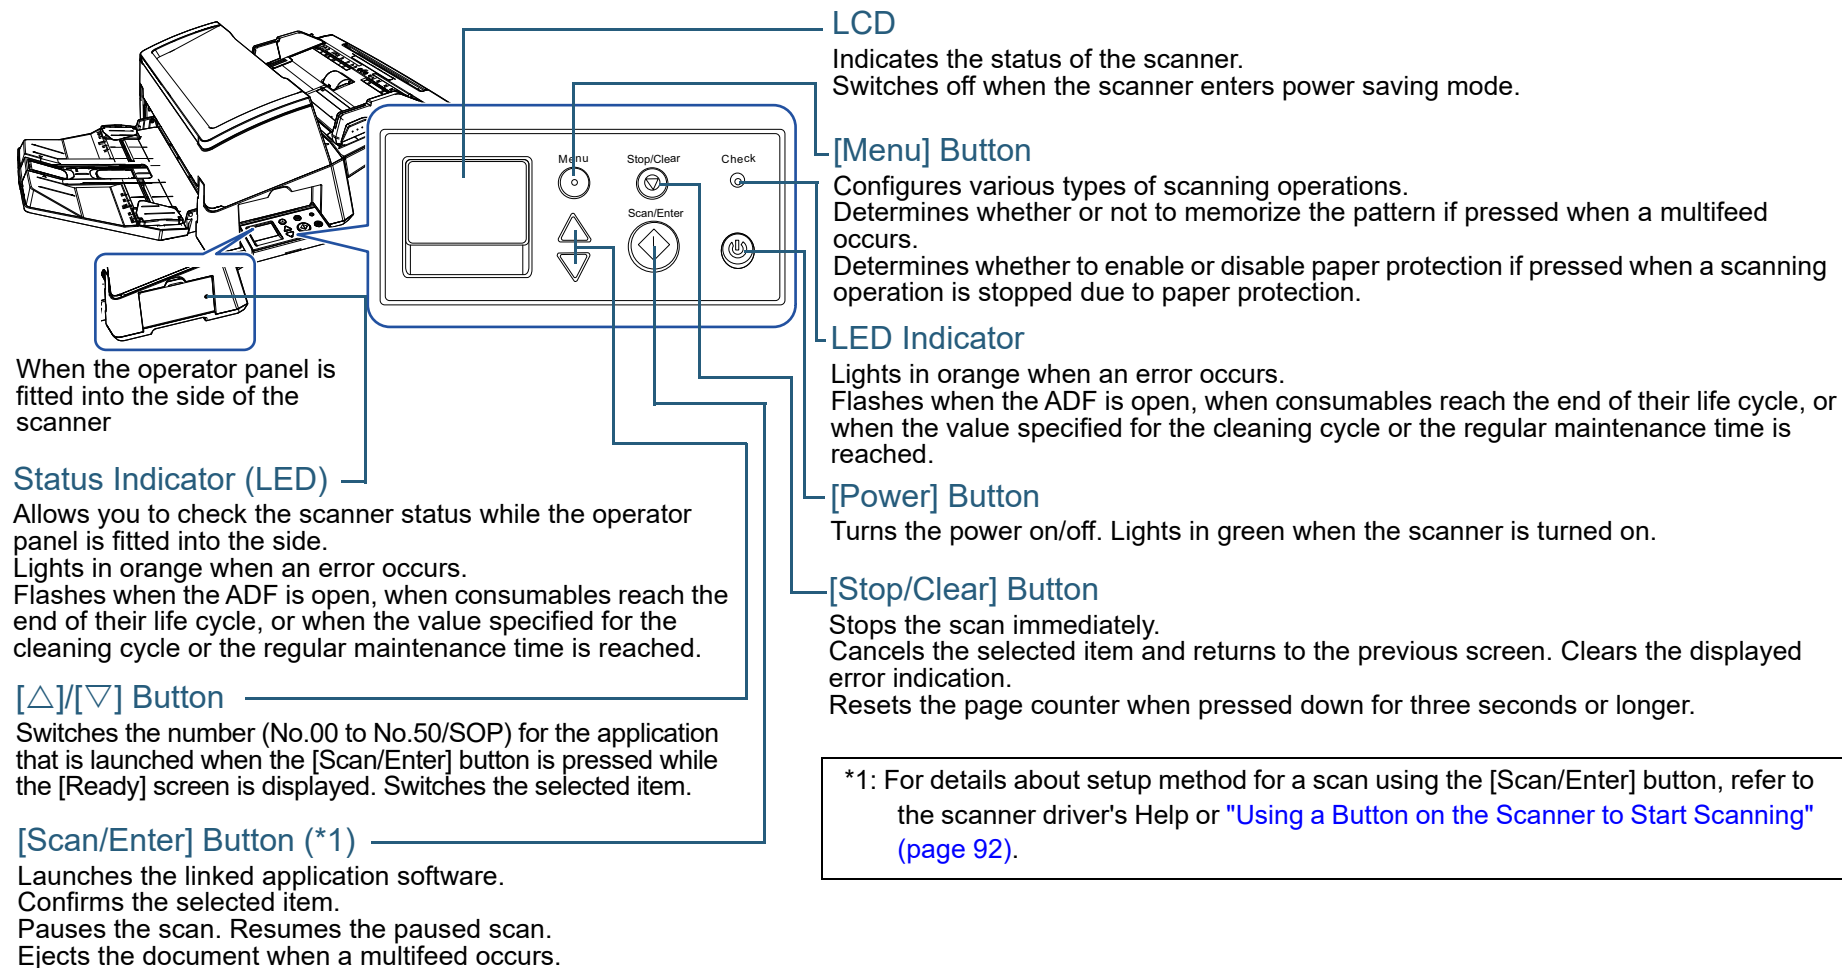 LCD
Indicates the status of the scanner.
Switches off when the scanner enters power saving mode.
Menu
Stop/Clear
Check
Scan/Enter
[Menu] Button
Configures various types of scanning operations.
Determines whether or not to memorize the pattern if pressed when a multifeed
occurs.
Determines whether to enable or disable paper protection if pressed when a scanning
operation is stopped due to paper protection.
LED Indicator
Lights in orange when an error occurs.
Flashes when the ADF is open, when consumables reach the end of their life cycle, or
when the value specified for the cleaning cycle or the regular maintenance time is
reached.
[Power] Button
Turns the power on/off. Lights in green when the scanner is turned on.
[Stop/Clear] Button
Stops the scan immediately.
Cancels the selected item and returns to the previous screen. Clears the displayed
error indication.
Resets the page counter when pressed down for three seconds or longer.
When the operator panel is
fitted into the side of the
scanner
Status Indicator (LED)
Allows you to check the scanner status while the operator
panel is fitted into the side.
Lights in orange when an error occurs.
Flashes when the ADF is open, when consumables reach the
end of their life cycle, or when the value specified for the
cleaning cycle or the regular maintenance time is reached.
[△]/[▽] Button
Switches the number (No.00 to No.50/SOP) for the application
that is launched when the [Scan/Enter] button is pressed while
the [Ready] screen is displayed. Switches the selected item.
[Scan/Enter] Button (*1)
Launches the linked application software.
Confirms the selected item.
Pauses the scan. Resumes the paused scan.
Ejects the document when a multifeed occurs.
*1: For details about setup method for a scan using the [Scan/Enter] button, refer to
the scanner driver's Help or "Using a Button on the Scanner to Start Scanning"
(page 92).